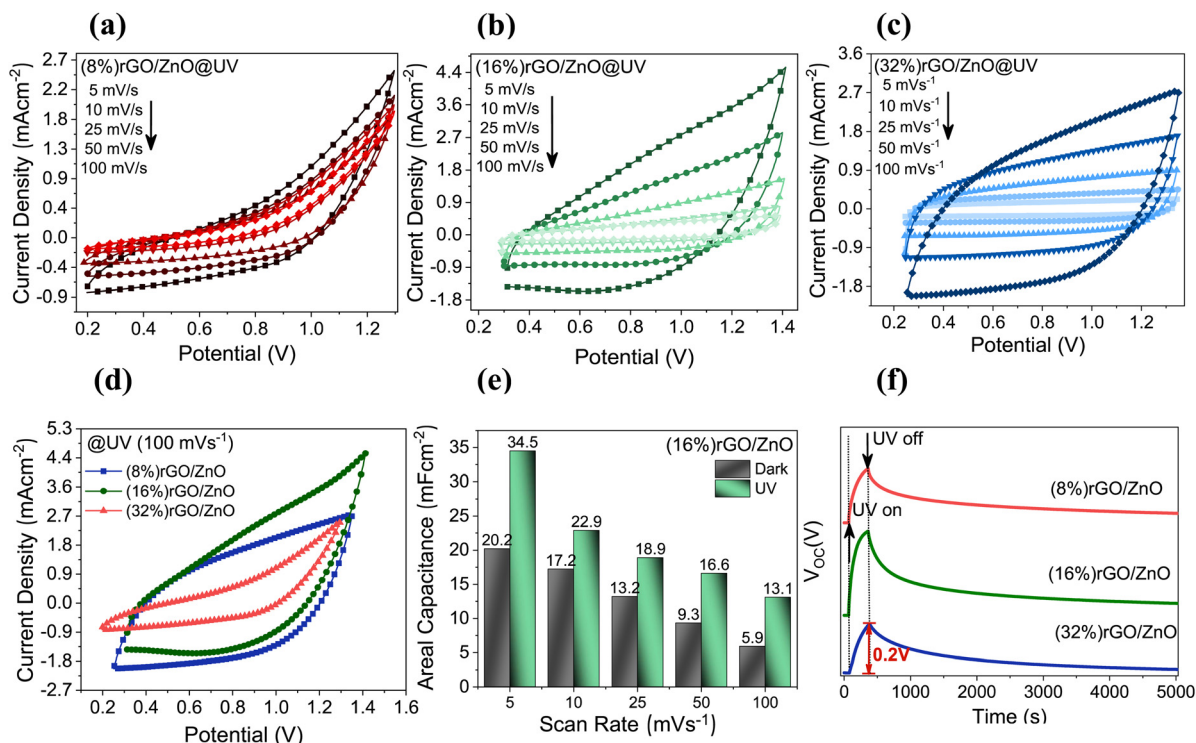 (a)
(8%)rGO/ZnO@UV
5 mV/s
10 mV/s
25 mV/s
50 mV/s
100 mV/s
Current Density (mAcm-2)
2.7
2.2
1.8
1.3
0.9
0.4
0.0
-0.4
-0.9
0.2 0.4 0.6 0.8 1.0 1.2
Potential (V)
(b)
(16%)rGO/ZnO@UV
5 mV/s
10 mV/s
25 mV/s
50 mV/s
100 mV/s
Current Density (mAcm-2)
4.4
3.6
2.7
1.8
0.9
0.0
-0.9
-1.8
0.2 0.4 0.6 0.8 1.0 1.2 1.4
Potential (V)
(c)
(32%)rGO/ZnO@UV
5 mVs-1
10 mVs-1
25 mVs-1
50 mVs-1
100 mVs-1
Current Density (mAcm-2)
3.6
2.7
1.8
0.9
0.0
-0.9
-1.8
0.2 0.4 0.6 0.8 1.0 1.2
Potential (V)
(d)
@UV (100 mVs-1)
(8%)rGO/ZnO
(16%)rGO/ZnO
(32%)rGO/ZnO
Current Density (mAcm-2)
5.3
4.4
3.6
2.7
1.8
0.9
0.0
-0.9
-1.8
-2.7
0.2 0.4 0.6 0.8 1.0 1.2 1.4 1.6
Potential (V)
(e)
(16%)rGO/ZnO
Dark
UV
Areal Capacitance (mFcm-2)
35
30
25
20
15
10
5
0
20.2 34.5
17.2 22.9
13.2 18.9
9.3 16.6
5.9 13.1
5 10 25 50 100
Scan Rate (mVs-1)
(f)
UV off
(8%)rGO/ZnO
UV on
(16%)rGO/ZnO
(32%)rGO/ZnO
0.2V
VOC(V)
0 1000 2000 3000 4000 5000
Time (s)